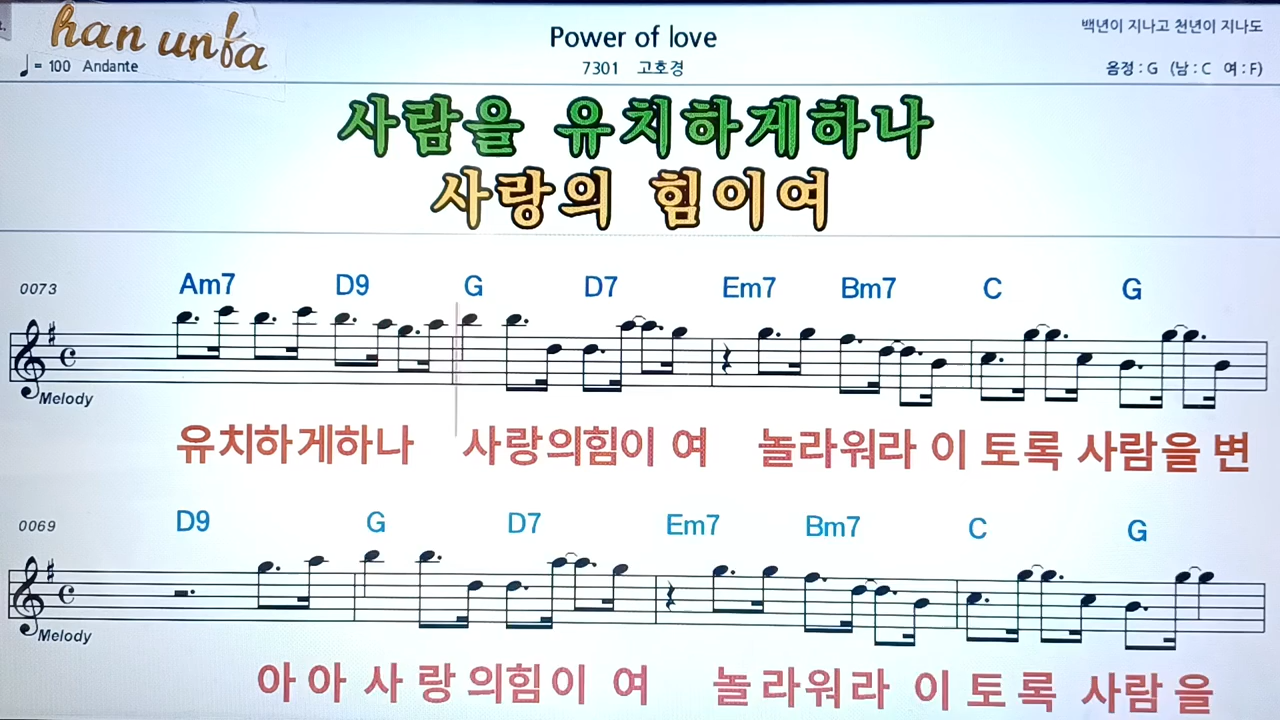 han unfa
Power of love
백년이 지나고 천년이 지나도
♩= 100 Andante
7301 고호경
음정 : G (남 : C 여 : F)
사람을 유치하게하나
사랑의 힘이여
0073 Am7 D9 G D7 Em7 Bm7 C G
Melody
유치하게하나 사랑의힘이 여 놀라워라 이 토록 사람을 변
0069 D9 G D7 Em7 Bm7 C G
Melody
아 아 사 랑 의힘이 여 놀 라워라 이 토 록 사람 을